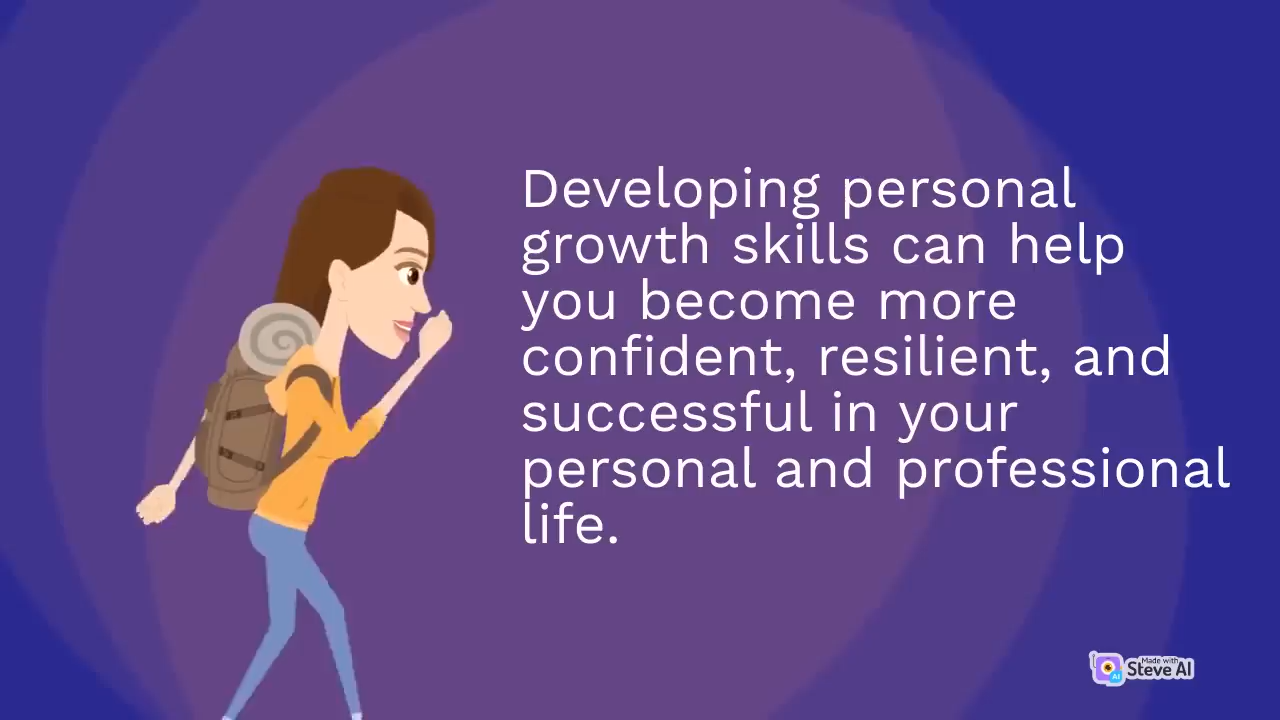 Developing personal
growth skills can help
you become more
confident, resilient, and
successful in your
personal and professional
life.
Made with
Steve AI
AI